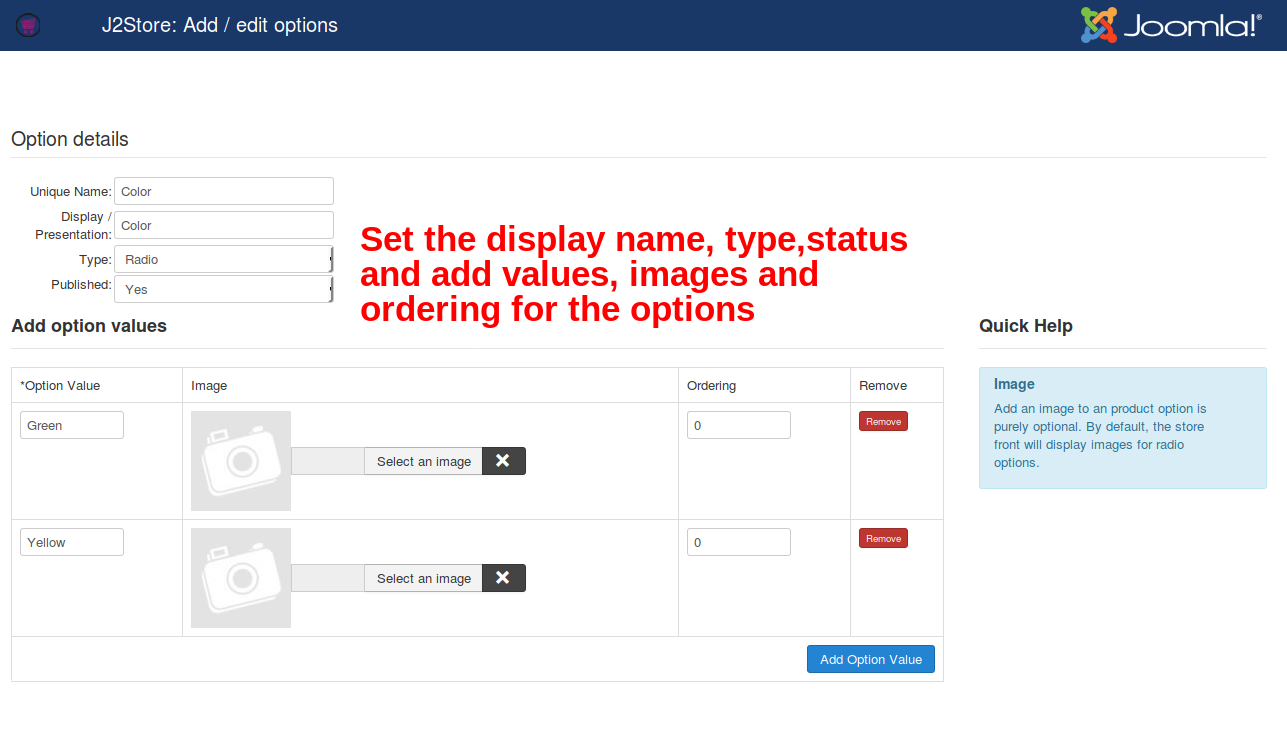 J2Store: Add / edit options
Joomla!®
Option details
Unique Name: Color
Display /
Presentation: Color
Type: Radio
Published: Yes
Set the display name, type,status
and add values, images and
ordering for the options
Add option values
Quick Help
*Option Value Image Ordering Remove
Green Select an image 0 Remove
Yellow Select an image 0 Remove
Add Option Value
Image
Add an image to an product option is
purely optional. By default, the store
front will display images for radio
options.